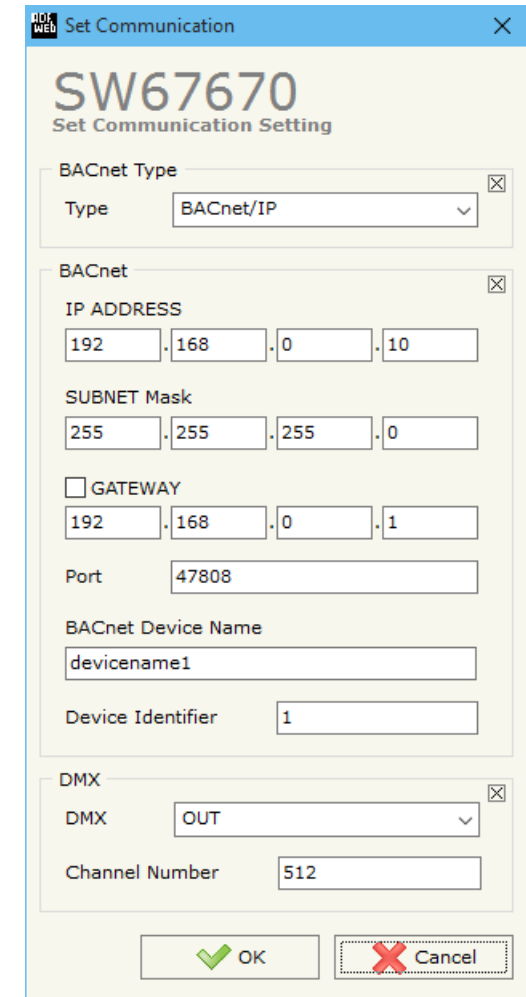 ADF
WEB Set Communication
SW67670
Set Communication Setting
BACnet Type
Type BACnet/IP
BACnet
IP ADDRESS
192 . 168 . 0 . 10
SUBNET Mask
255 . 255 . 255 . 0
GATEWAY
192 . 168 . 0 . 1
Port 47808
BACnet Device Name
devicename1
Device Identifier 1
DMX
DMX OUT
Channel Number 512
OK Cancel